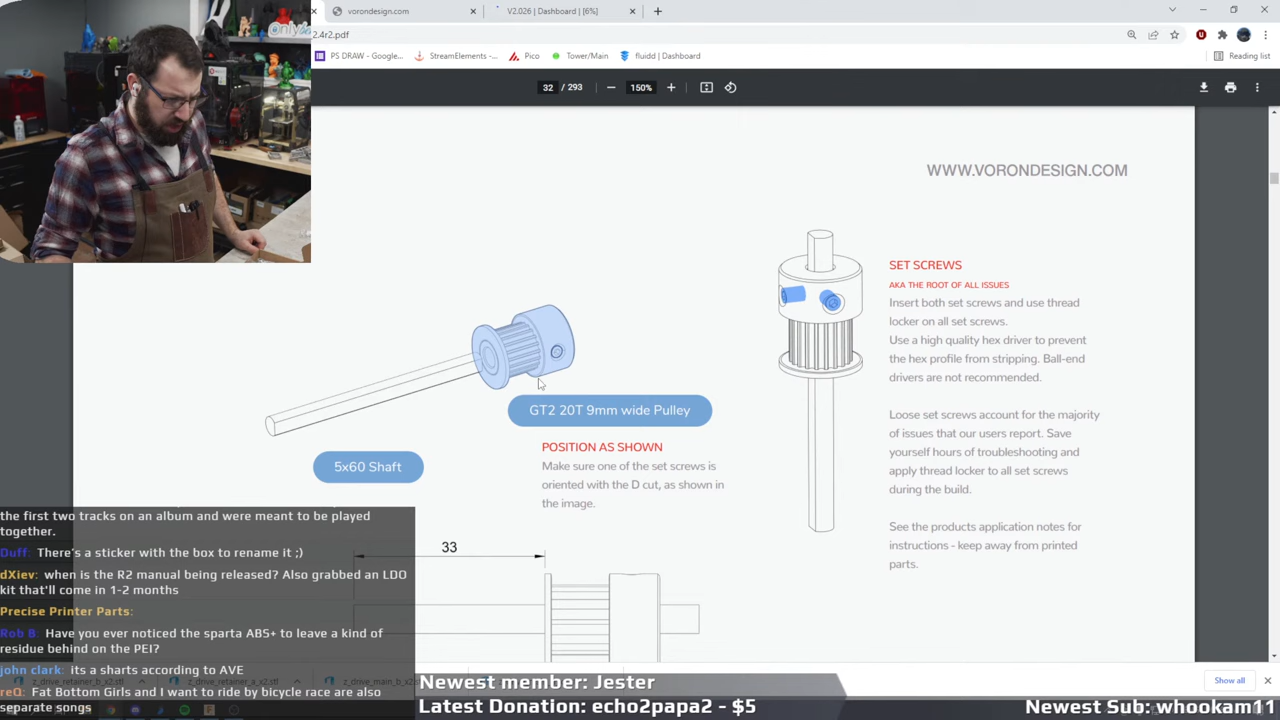 vorondesign.com
V2.026 | Dashboard | [6%]
2.4r2.pdf
PS DRAW - Google...
StreamElements -...
Pico
Tower/Main
fluidd | Dashboard
Reading list
32 / 293
150%
WWW.VORONDESIGN.COM
SET SCREWS
AKA THE ROOT OF ALL ISSUES
Insert both set screws and use thread
locker on all set screws.
Use a high quality hex driver to prevent
the hex profile from stripping. Ball-end
drivers are not recommended.
Loose set screws account for the majority
of issues that our users report. Save
yourself hours of troubleshooting and
apply thread locker to all set screws
during the build.
See the products application notes for
instructions - keep away from printed
parts.
GT2 20T 9mm wide Pulley
POSITION AS SHOWN
Make sure one of the set screws is
oriented with the D cut, as shown in
the image.
5x60 Shaft
33
the first two tracks on an album and were meant to be played
together.
Duff: There's a sticker with the box to rename it ;)
dXiev: when is the R2 manual being released? Also grabbed an LDO
kit that'll come in 1-2 months
Precise Printer Parts:
Rob B: Have you ever noticed the sparta ABS+ to leave a kind of
residue behind on the PEI?
john clark: its a sharts according to AVE
reQ: Fat Bottom Girls and I want to ride by bicycle race are also
separate songs
z_drive_retainer_b_x2.stl
z_drive_retainer_a_x2.stl
z_drive_main_b_x2.stl
Show all
Newest member: Jester
Latest Donation: echo2papa2 - $5
Newest Sub: whookam11